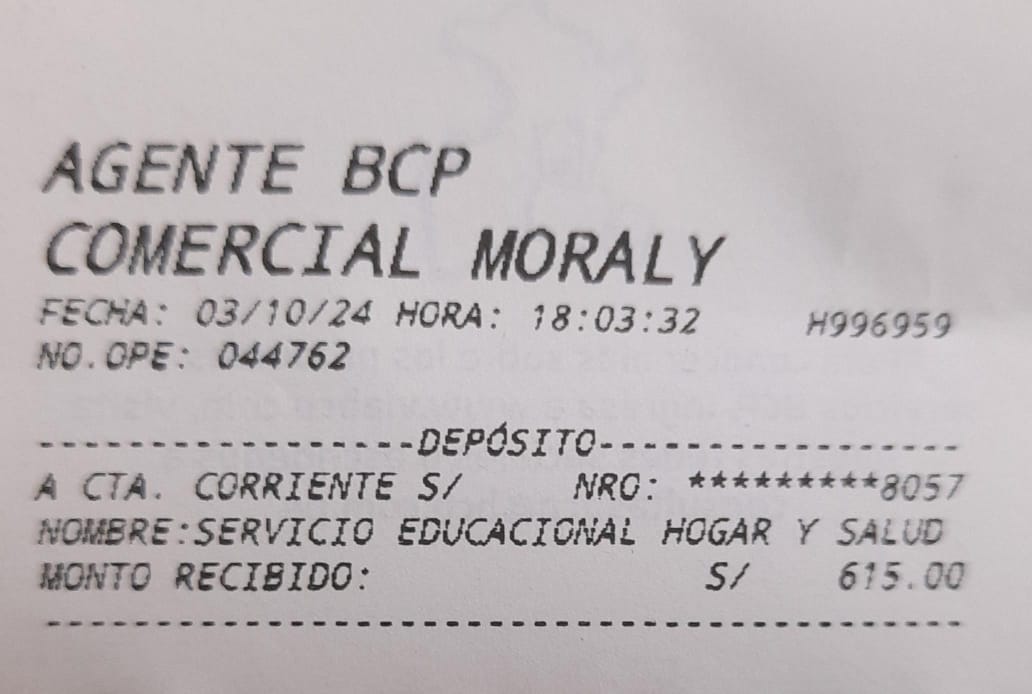 AGENTE BCP
COMERCIAL MORALY
FECHA: 03/10/24 HORA: 18:03:32 H996959
NO.OPE: 044762
-----------------DEPÓSITO-----------------
A CTA. CORRIENTE S/ NRO: *********8057
NOMBRE:SERVICIO EDUCACIONAL HOGAR Y SALUD
MONTO RECIBIDO: S/ 615.00
------------------------------------------